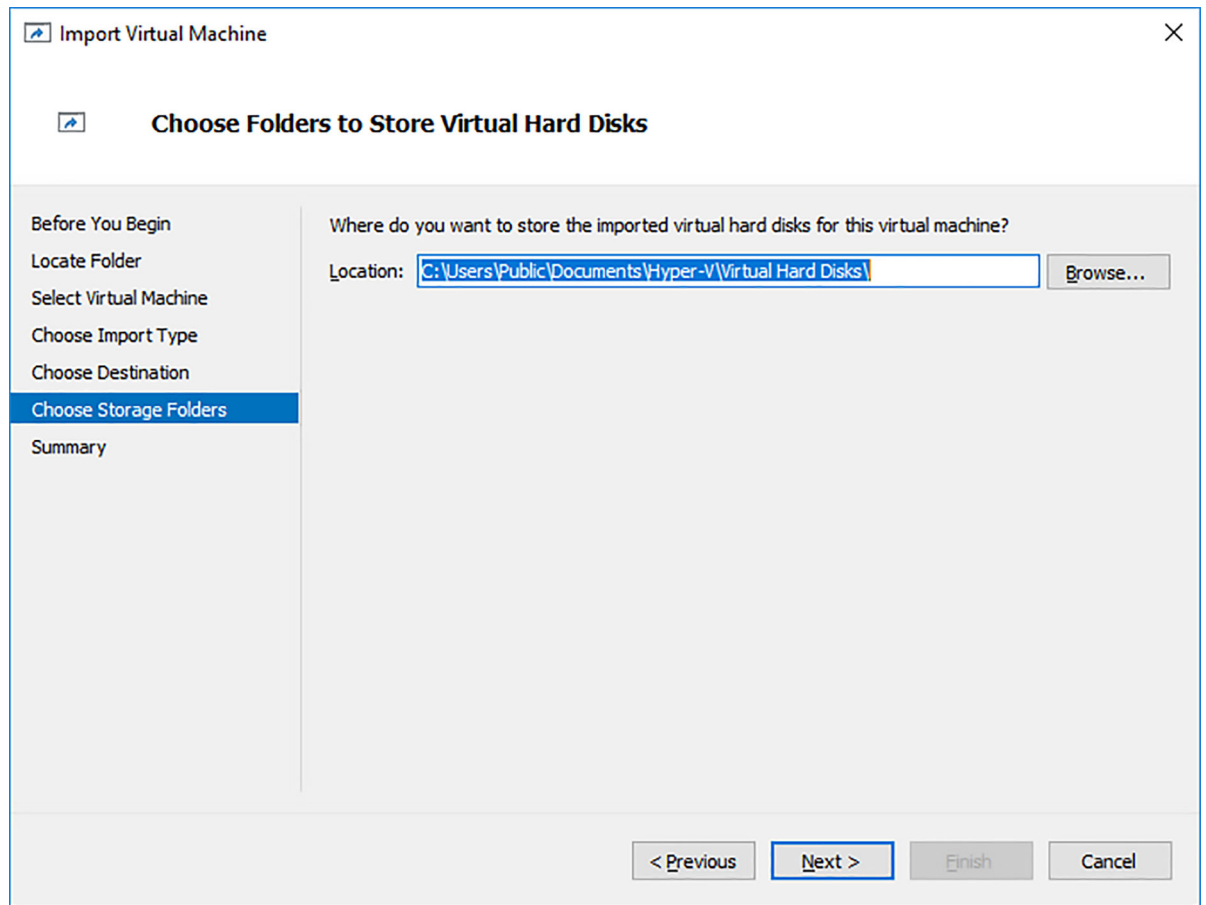 Import Virtual Machine
Choose Folders to Store Virtual Hard Disks
Before You Begin
Locate Folder
Select Virtual Machine
Choose Import Type
Choose Destination
Choose Storage Folders
Summary
Where do you want to store the imported virtual hard disks for this virtual machine?
Location: C:\Users\Public\Documents\Hyper-V\Virtual Hard Disks\ Browse...
< Previous Next > Finish Cancel